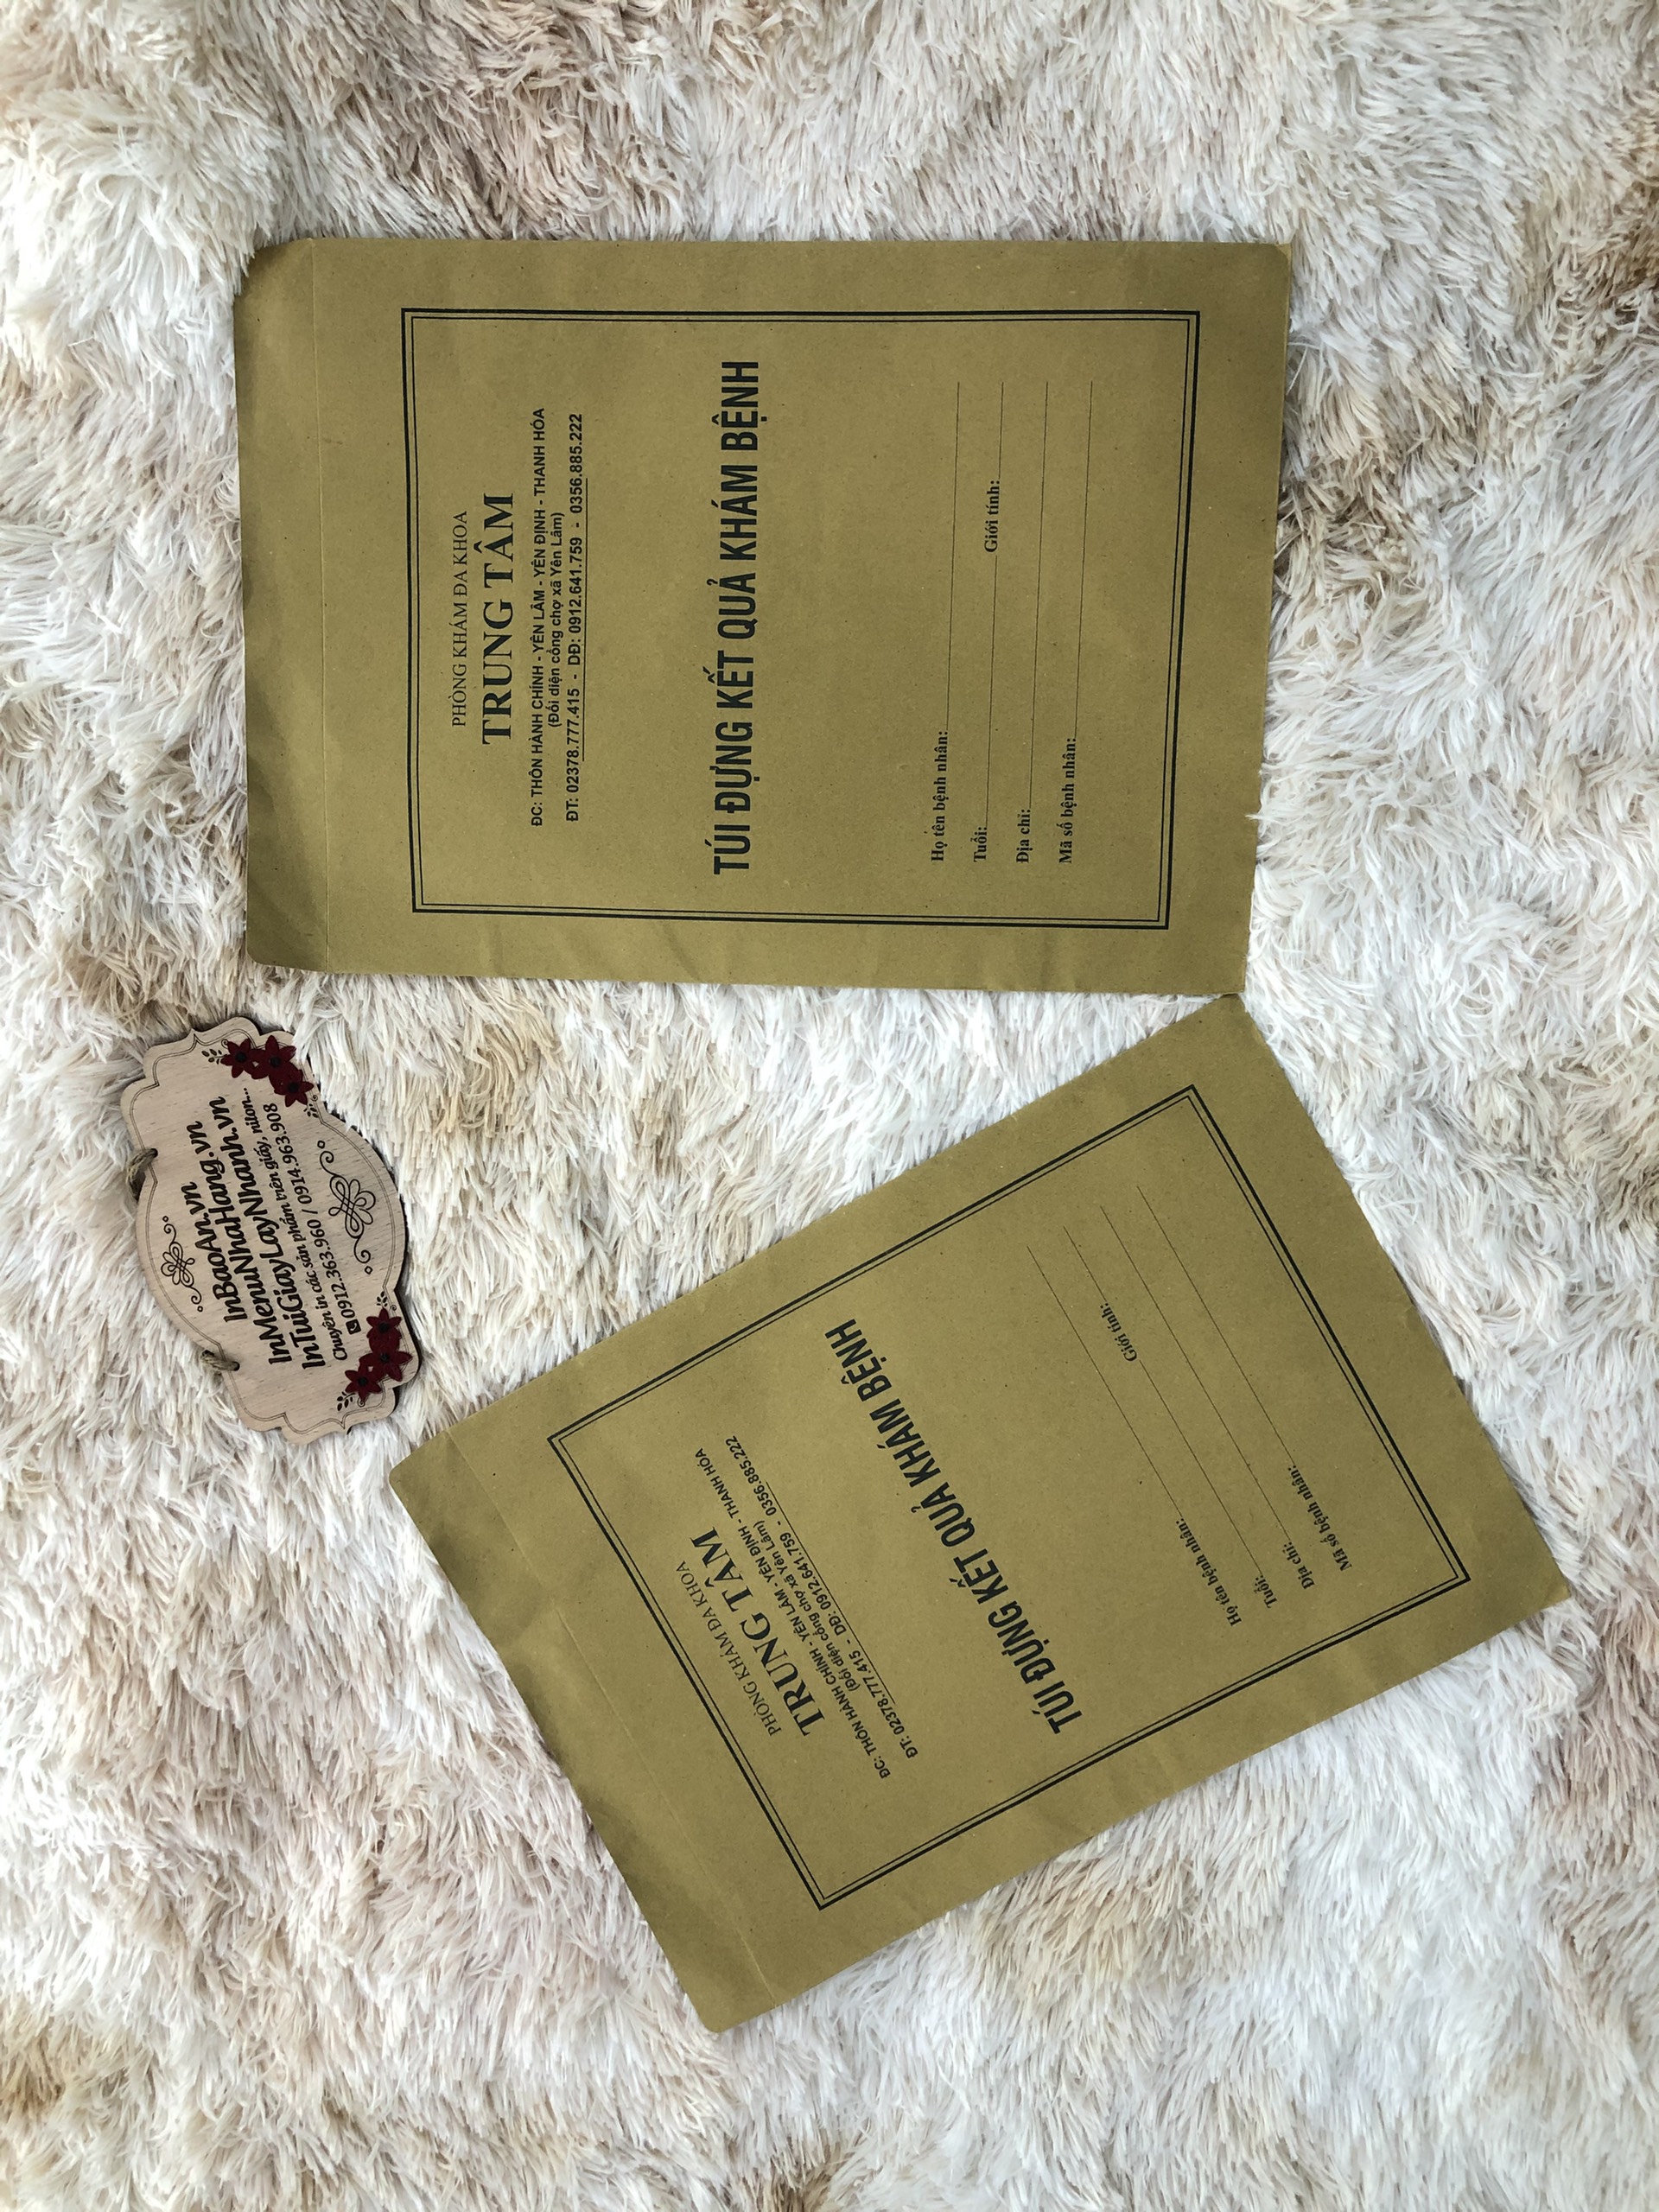 PHÒNG KHÁM ĐA KHOA
TRUNG TÂM
ĐC: THÔN HÀNH CHÍNH - YÊN LÂM - YÊN ĐỊNH - THANH HÓA
(Đối diện cổng chợ xã Yên Lâm)
ĐT: 02378.777.415 - DĐ: 0912.641.759 - 0356.885.222
TÚI ĐỰNG KẾT QUẢ KHÁM BỆNH
Họ tên bệnh nhân:
Tuổi: Giới tính:
Địa chỉ:
Mã số bệnh nhân:
InBaoAn.vn
InMenuNhaHang.vn
InTuiGiayLayNhanh.vn
Chuyên in các sản phẩm trên giấy, nilon...
0912.363.960 / 0914.963.908
PHÒNG KHÁM ĐA KHOA
TRUNG TÂM
ĐC: THÔN HÀNH CHÍNH - YÊN LÂM - YÊN ĐỊNH - THANH HÓA
(Đối diện cổng chợ xã Yên Lâm)
ĐT: 02378.777.415 - DĐ: 0912.641.759 - 0356.885.222
TÚI ĐỰNG KẾT QUẢ KHÁM BỆNH
Họ tên bệnh nhân:
Tuổi: Giới tính:
Địa chỉ:
Mã số bệnh nhân: